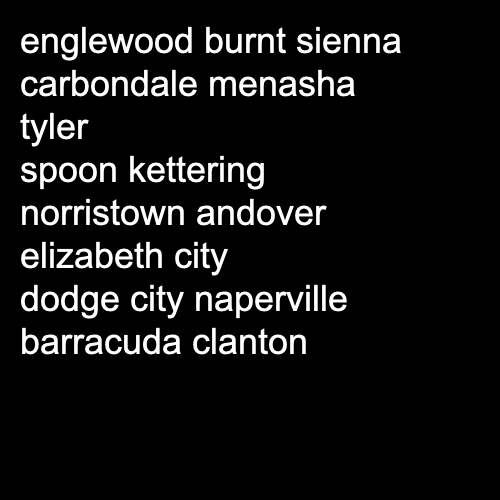 englewood burnt sienna
carbondale menasha
tyler
spoon kettering
norristown andover
elizabeth city
dodge city naperville
barracuda clanton